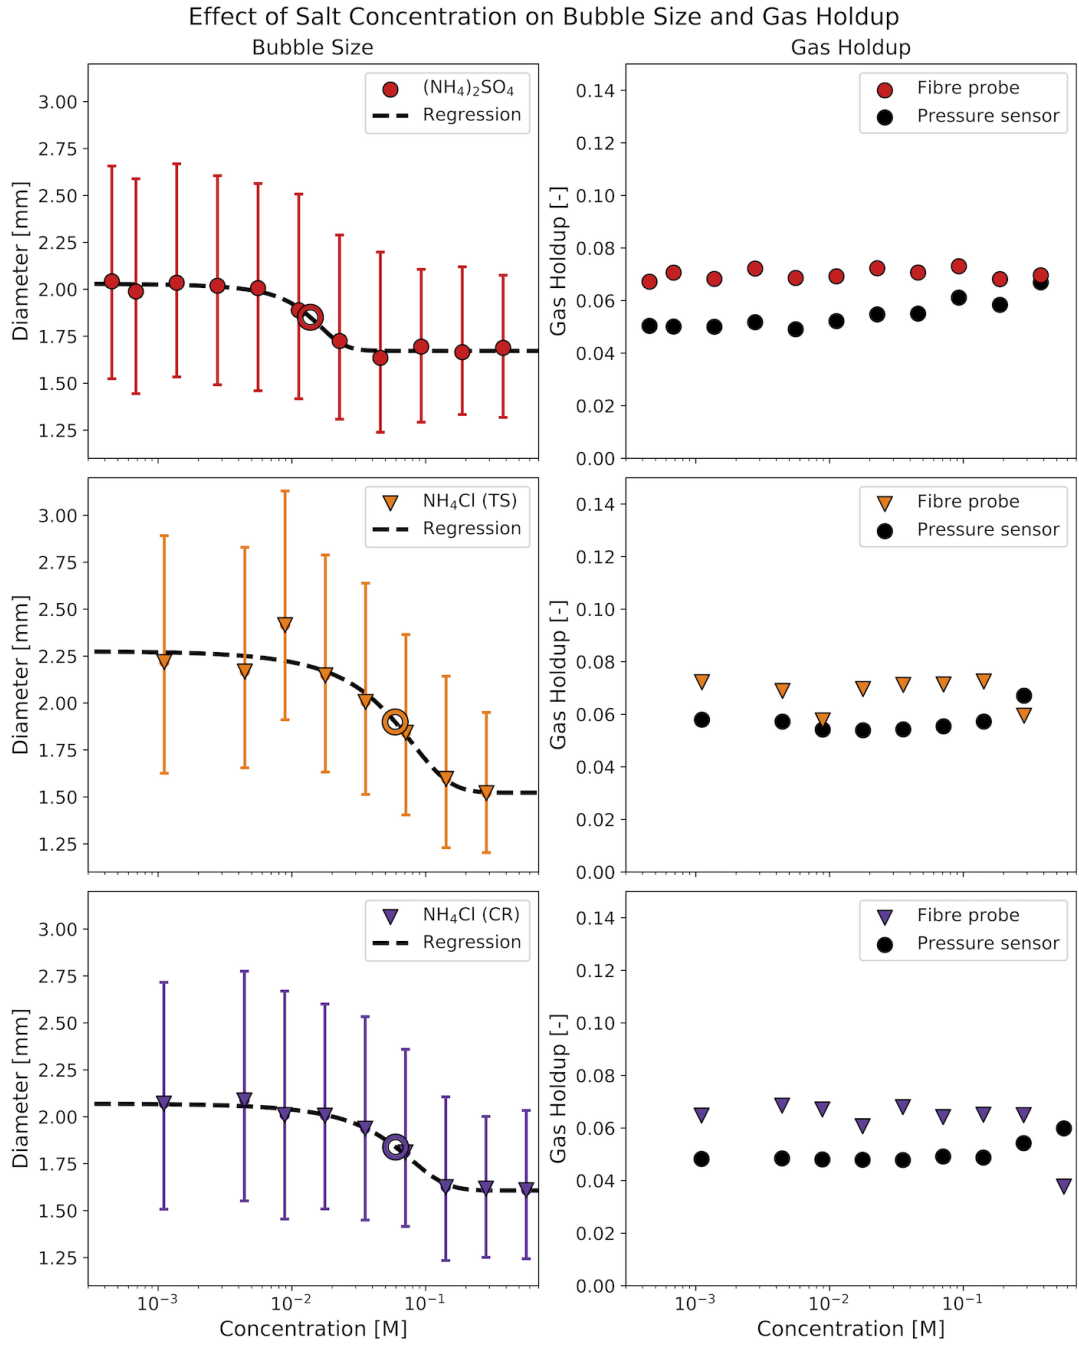 Effect of Salt Concentration on Bubble Size and Gas Holdup
Bubble Size
Gas Holdup
Diameter [mm]
3.00
2.75
2.50
2.25
2.00
1.75
1.50
1.25
(NH₄)₂SO₄
Regression
Gas Holdup [-]
0.14
0.12
0.10
0.08
0.06
0.04
0.02
0.00
Fibre probe
Pressure sensor
Diameter [mm]
3.00
2.75
2.50
2.25
2.00
1.75
1.50
1.25
NH₄Cl (TS)
Regression
Gas Holdup [-]
0.14
0.12
0.10
0.08
0.06
0.04
0.02
0.00
Fibre probe
Pressure sensor
Diameter [mm]
3.00
2.75
2.50
2.25
2.00
1.75
1.50
1.25
NH₄Cl (CR)
Regression
10⁻³ 10⁻² 10⁻¹
Concentration [M]
Gas Holdup [-]
0.14
0.12
0.10
0.08
0.06
0.04
0.02
0.00
Fibre probe
Pressure sensor
10⁻³ 10⁻² 10⁻¹
Concentration [M]